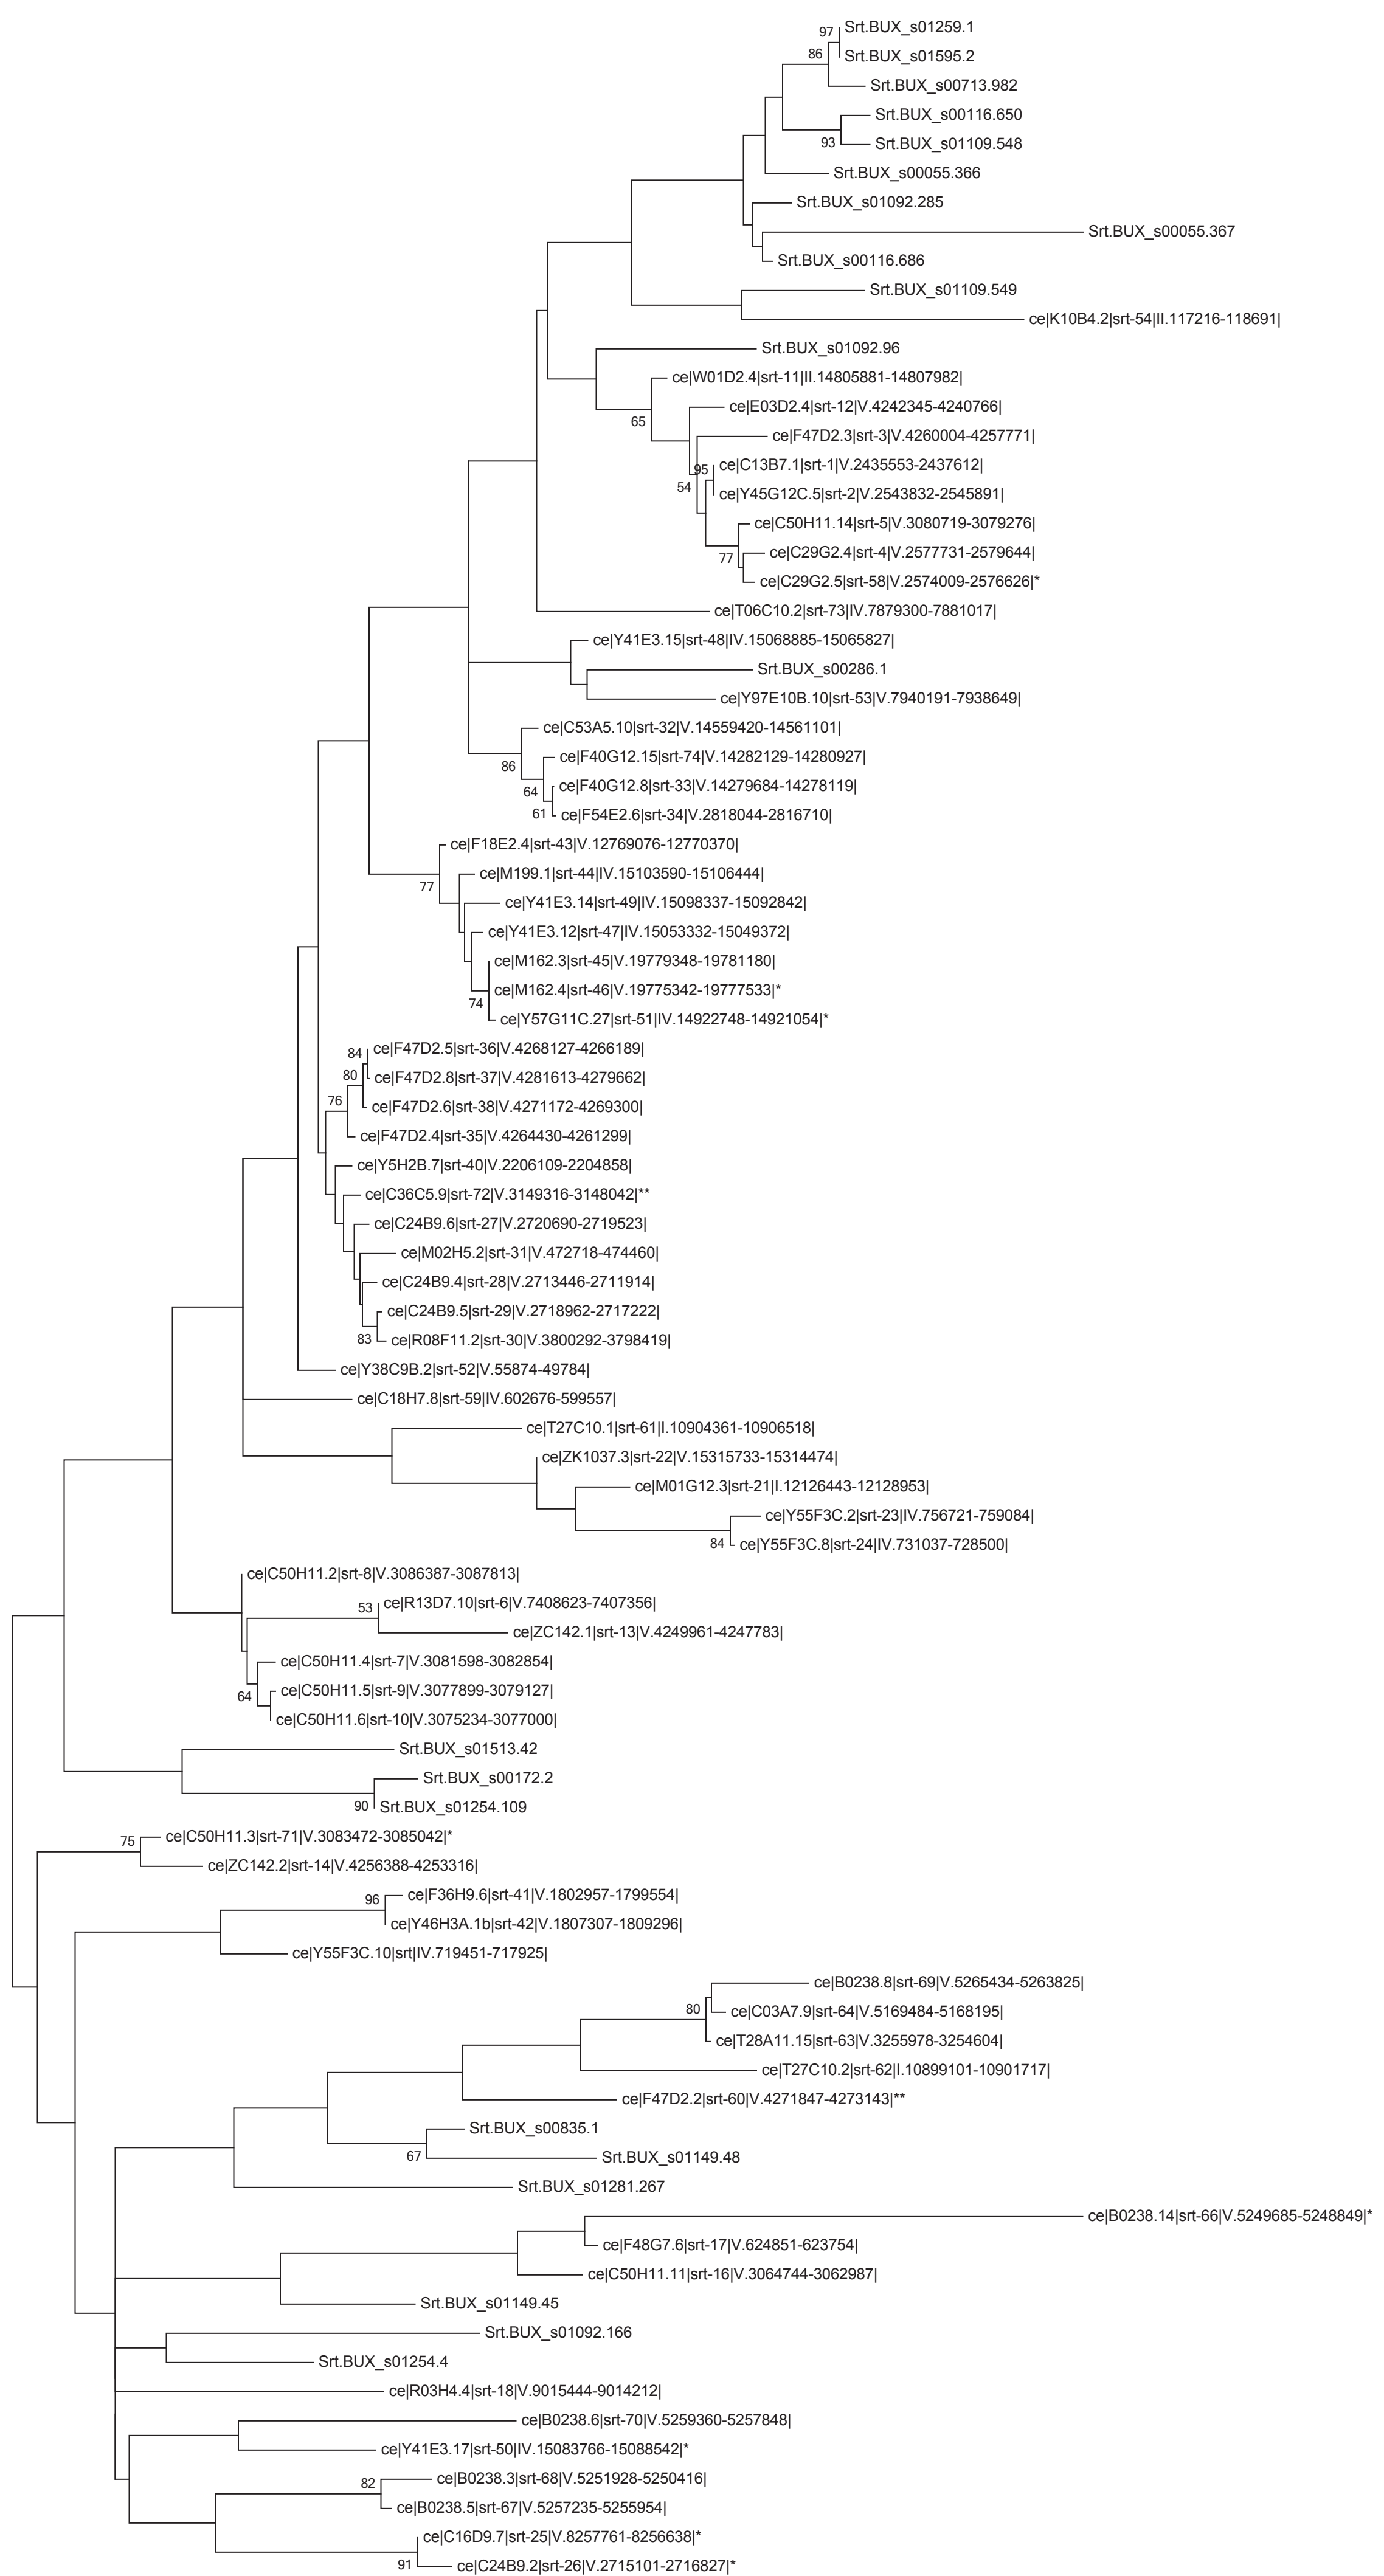 97
Srt.BUX_s01259.1
86
Srt.BUX_s01595.2
Srt.BUX_s00713.982
Srt.BUX_s00116.650
93
Srt.BUX_s01109.548
Srt.BUX_s00055.366
Srt.BUX_s01092.285
Srt.BUX_s00055.367
Srt.BUX_s00116.686
Srt.BUX_s01109.549
ce|K10B4.2|srt-54|II.117216-118691|
Srt.BUX_s01092.96
ce|W01D2.4|srt-11|II.14805881-14807982|
65
ce|E03D2.4|srt-12|V.4242345-4240766|
ce|F47D2.3|srt-3|V.4260004-4257771|
95
ce|C13B7.1|srt-1|V.2435553-2437612|
54
ce|Y45G12C.5|srt-2|V.2543832-2545891|
ce|C50H11.14|srt-5|V.3080719-3079276|
77
ce|C29G2.4|srt-4|V.2577731-2579644|
ce|C29G2.5|srt-58|V.2574009-2576626|*
ce|T06C10.2|srt-73|IV.7879300-7881017|
ce|Y41E3.15|srt-48|IV.15068885-15065827|
Srt.BUX_s00286.1
ce|Y97E10B.10|srt-53|V.7940191-7938649|
ce|C53A5.10|srt-32|V.14559420-14561101|
86
ce|F40G12.15|srt-74|V.14282129-14280927|
64
ce|F40G12.8|srt-33|V.14279684-14278119|
61
ce|F54E2.6|srt-34|V.2818044-2816710|
ce|F18E2.4|srt-43|V.12769076-12770370|
77
ce|M199.1|srt-44|IV.15103590-15106444|
ce|Y41E3.14|srt-49|IV.15098337-15092842|
ce|Y41E3.12|srt-47|IV.15053332-15049372|
ce|M162.3|srt-45|V.19779348-19781180|
74
ce|M162.4|srt-46|V.19775342-19777533|*
ce|Y57G11C.27|srt-51|IV.14922748-14921054|*
84
ce|F47D2.5|srt-36|V.4268127-4266189|
80
ce|F47D2.8|srt-37|V.4281613-4279662|
76
ce|F47D2.6|srt-38|V.4271172-4269300|
ce|F47D2.4|srt-35|V.4264430-4261299|
ce|Y5H2B.7|srt-40|V.2206109-2204858|
ce|C36C5.9|srt-72|V.3149316-3148042|**
ce|C24B9.6|srt-27|V.2720690-2719523|
ce|M02H5.2|srt-31|V.472718-474460|
ce|C24B9.4|srt-28|V.2713446-2711914|
ce|C24B9.5|srt-29|V.2718962-2717222|
83
ce|R08F11.2|srt-30|V.3800292-3798419|
ce|Y38C9B.2|srt-52|V.55874-49784|
ce|C18H7.8|srt-59|IV.602676-599557|
ce|T27C10.1|srt-61|I.10904361-10906518|
ce|ZK1037.3|srt-22|V.15315733-15314474|
ce|M01G12.3|srt-21|I.12126443-12128953|
ce|Y55F3C.2|srt-23|IV.756721-759084|
84
ce|Y55F3C.8|srt-24|IV.731037-728500|
ce|C50H11.2|srt-8|V.3086387-3087813|
53
ce|R13D7.10|srt-6|V.7408623-7407356|
ce|ZC142.1|srt-13|V.4249961-4247783|
ce|C50H11.4|srt-7|V.3081598-3082854|
64
ce|C50H11.5|srt-9|V.3077899-3079127|
ce|C50H11.6|srt-10|V.3075234-3077000|
Srt.BUX_s01513.42
Srt.BUX_s00172.2
90
Srt.BUX_s01254.109
75
ce|C50H11.3|srt-71|V.3083472-3085042|*
ce|ZC142.2|srt-14|V.4256388-4253316|
96
ce|F36H9.6|srt-41|V.1802957-1799554|
ce|Y46H3A.1b|srt-42|V.1807307-1809296|
ce|Y55F3C.10|srt|IV.719451-717925|
ce|B0238.8|srt-69|V.5265434-5263825|
80
ce|C03A7.9|srt-64|V.5169484-5168195|
ce|T28A11.15|srt-63|V.3255978-3254604|
ce|T27C10.2|srt-62|I.10899101-10901717|
ce|F47D2.2|srt-60|V.4271847-4273143|**
Srt.BUX_s00835.1
67
Srt.BUX_s01149.48
Srt.BUX_s01281.267
ce|B0238.14|srt-66|V.5249685-5248849|*
ce|F48G7.6|srt-17|V.624851-623754|
ce|C50H11.11|srt-16|V.3064744-3062987|
Srt.BUX_s01149.45
Srt.BUX_s01092.166
Srt.BUX_s01254.4
ce|R03H4.4|srt-18|V.9015444-9014212|
ce|B0238.6|srt-70|V.5259360-5257848|
ce|Y41E3.17|srt-50|IV.15083766-15088542|*
82
ce|B0238.3|srt-68|V.5251928-5250416|
ce|B0238.5|srt-67|V.5257235-5255954|
ce|C16D9.7|srt-25|V.8257761-8256638|*
91
ce|C24B9.2|srt-26|V.2715101-2716827|*